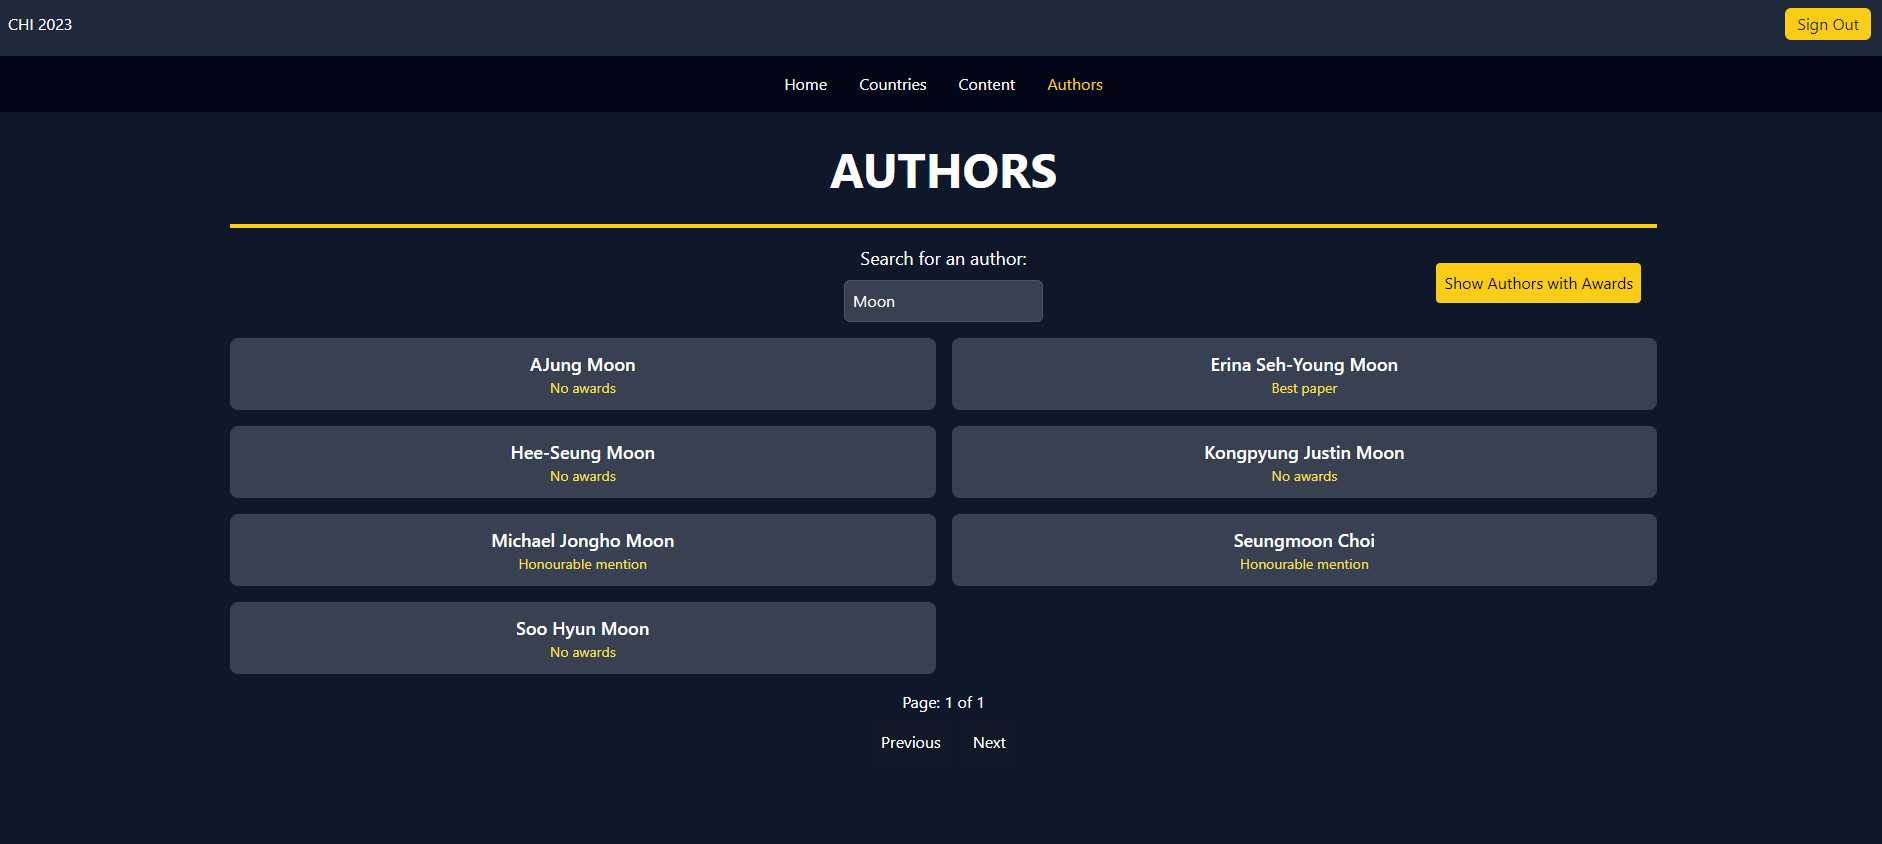 CHI 2023
Sign Out
Home Countries Content Authors
AUTHORS
Search for an author:
Moon
Show Authors with Awards
AJung Moon
No awards
Erina Seh-Young Moon
Best paper
Hee-Seung Moon
No awards
Kongpyung Justin Moon
No awards
Michael Jongho Moon
Honourable mention
Seungmoon Choi
Honourable mention
Soo Hyun Moon
No awards
Page: 1 of 1
Previous Next